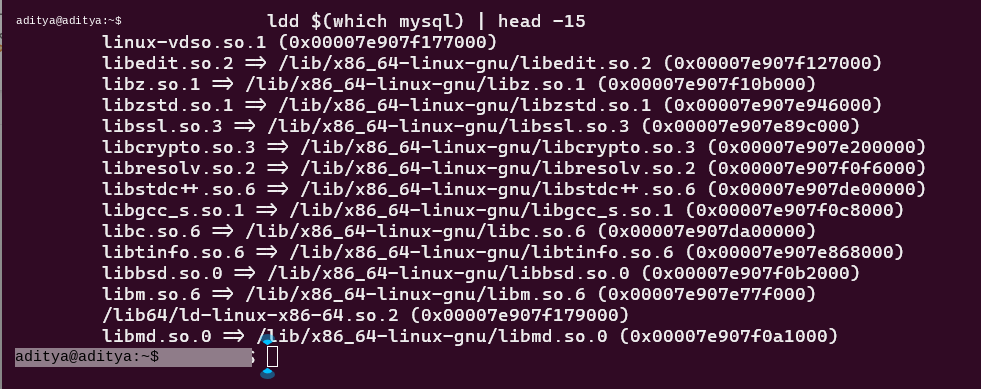 aditya@aditya:~$ ldd $(which mysql) | head -15
linux-vdso.so.1 (0x00007e907f177000)
libedit.so.2 => /lib/x86_64-linux-gnu/libedit.so.2 (0x00007e907f127000)
libz.so.1 => /lib/x86_64-linux-gnu/libz.so.1 (0x00007e907f10b000)
libzstd.so.1 => /lib/x86_64-linux-gnu/libzstd.so.1 (0x00007e907e946000)
libssl.so.3 => /lib/x86_64-linux-gnu/libssl.so.3 (0x00007e907e89c000)
libcrypto.so.3 => /lib/x86_64-linux-gnu/libcrypto.so.3 (0x00007e907e200000)
libresolv.so.2 => /lib/x86_64-linux-gnu/libresolv.so.2 (0x00007e907f0f6000)
libstdc++.so.6 => /lib/x86_64-linux-gnu/libstdc++.so.6 (0x00007e907de00000)
libgcc_s.so.1 => /lib/x86_64-linux-gnu/libgcc_s.so.1 (0x00007e907f0c8000)
libc.so.6 => /lib/x86_64-linux-gnu/libc.so.6 (0x00007e907da00000)
libtinfo.so.6 => /lib/x86_64-linux-gnu/libtinfo.so.6 (0x00007e907e868000)
libbsd.so.0 => /lib/x86_64-linux-gnu/libbsd.so.0 (0x00007e907f0b2000)
libm.so.6 => /lib/x86_64-linux-gnu/libm.so.6 (0x00007e907e77f000)
/lib64/ld-linux-x86-64.so.2 (0x00007e907f179000)
libmd.so.0 => /lib/x86_64-linux-gnu/libmd.so.0 (0x00007e907f0a1000)
aditya@aditya:~$ $